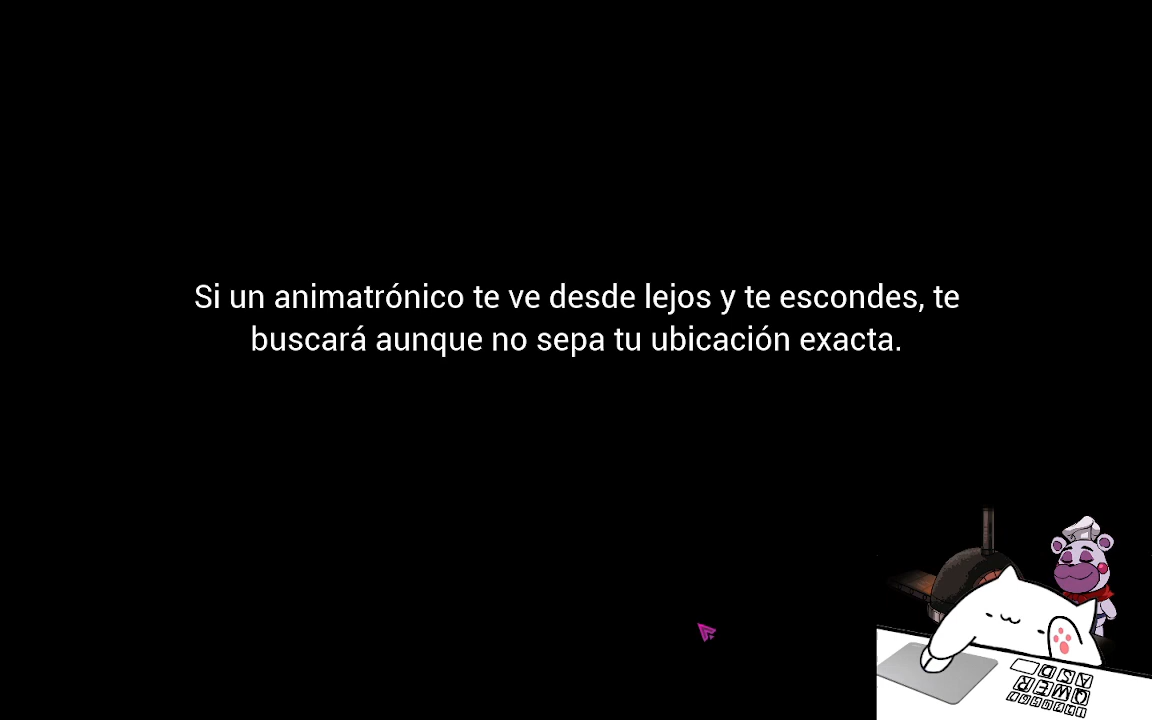 Si un animatrónico te ve desde lejos y te escondes, te
buscará aunque no sepa tu ubicación exacta.
A S D
Q W E R